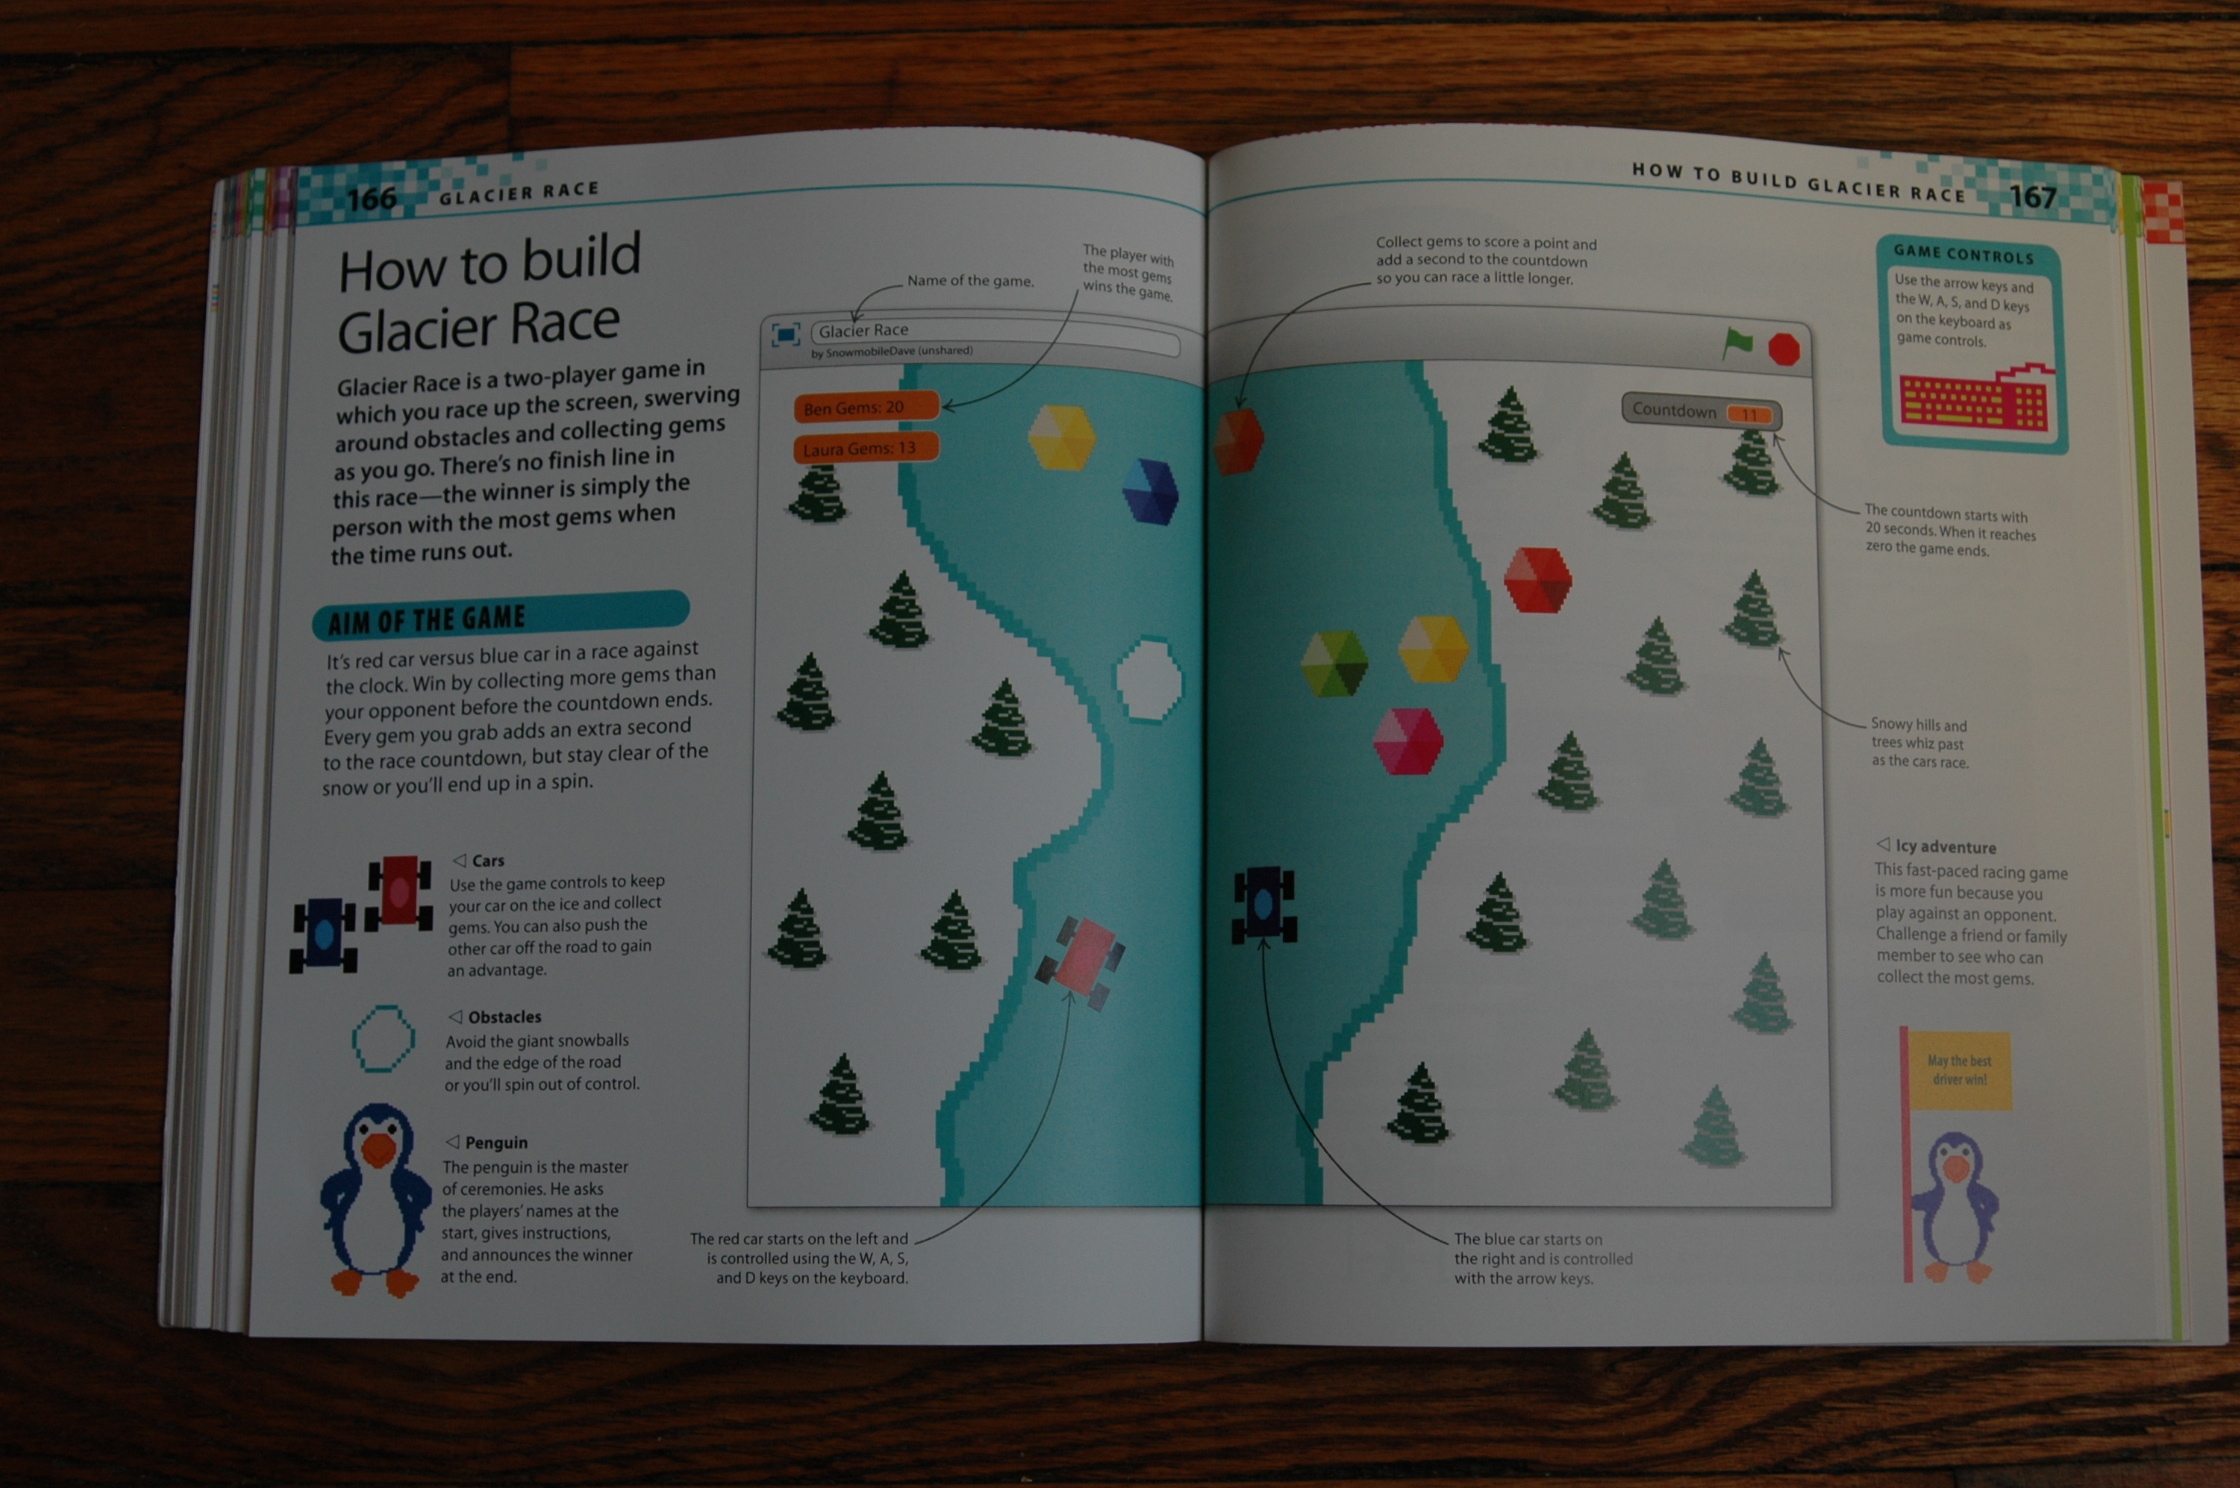 166 GLACIER RACE
How to build
Glacier Race
Glacier Race is a two-player game in
which you race up the screen, swerving
around obstacles and collecting gems
as you go. There's no finish line in
this race—the winner is simply the
person with the most gems when
the time runs out.
AIM OF THE GAME
It's red car versus blue car in a race against
the clock. Win by collecting more gems than
your opponent before the countdown ends.
Every gem you grab adds an extra second
to the race countdown, but stay clear of the
snow or you'll end up in a spin.
◁ Cars
Use the game controls to keep
your car on the ice and collect
gems. You can also push the
other car off the road to gain
an advantage.
◁ Obstacles
Avoid the giant snowballs
and the edge of the road
or you'll spin out of control.
◁ Penguin
The penguin is the master
of ceremonies. He asks
the players' names at the
start, gives instructions,
and announces the winner
at the end.
Name of the game.
The player with
the most gems
wins the game.
Glacier Race
by SnowmobileDave (unshared)
Ben Gems: 20
Laura Gems: 13
The red car starts on the left and
is controlled using the W, A, S,
and D keys on the keyboard.
HOW TO BUILD GLACIER RACE 167
Collect gems to score a point and
add a second to the countdown
so you can race a little longer.
Countdown 11
The blue car starts on
the right and is controlled
with the arrow keys.
GAME CONTROLS
Use the arrow keys and
the W, A, S, and D keys
on the keyboard as
game controls.
The countdown starts with
20 seconds. When it reaches
zero the game ends.
Snowy hills and
trees whiz past
as the cars race.
◁ Icy adventure
This fast-paced racing game
is more fun because you
play against an opponent.
Challenge a friend or family
member to see who can
collect the most gems.
May the best
driver win!